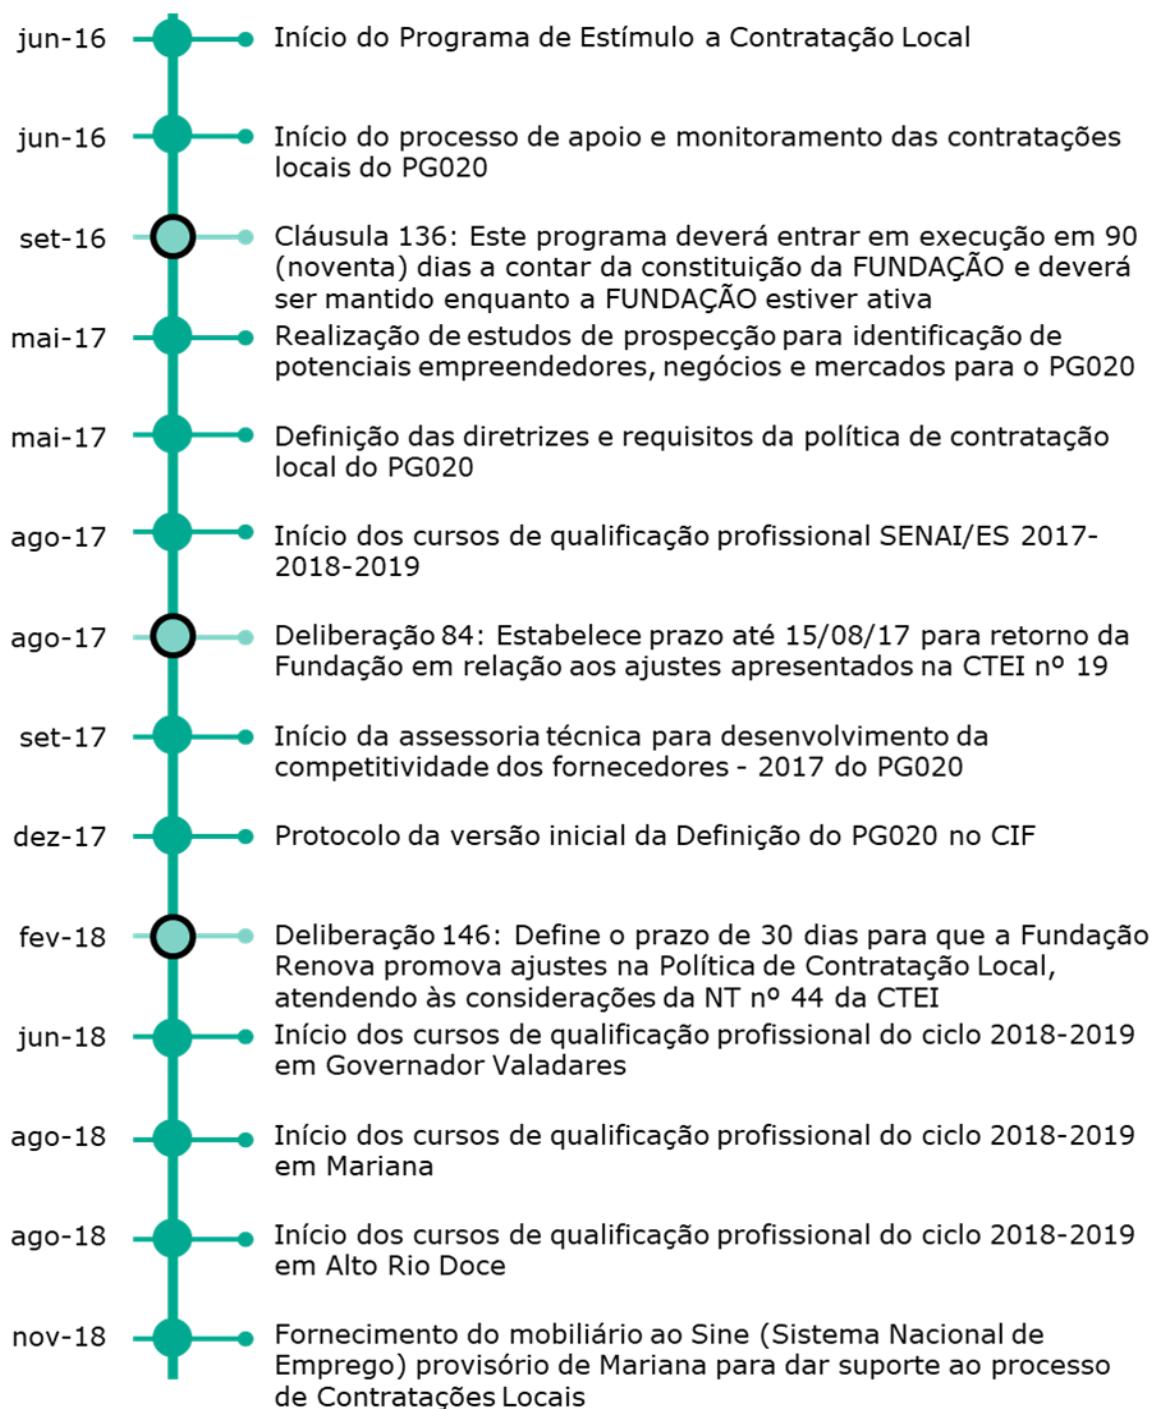 jun-16 Início do Programa de Estímulo a Contratação Local
jun-16 Início do processo de apoio e monitoramento das contratações
locais do PG020
set-16 Cláusula 136: Este programa deverá entrar em execução em 90
(noventa) dias a contar da constituição da FUNDAÇÃO e deverá
ser mantido enquanto a FUNDAÇÃO estiver ativa
mai-17 Realização de estudos de prospecção para identificação de
potenciais empreendedores, negócios e mercados para o PG020
mai-17 Definição das diretrizes e requisitos da política de contratação
local do PG020
ago-17 Início dos cursos de qualificação profissional SENAI/ES 2017-
2018-2019
ago-17 Deliberação 84: Estabelece prazo até 15/08/17 para retorno da
Fundação em relação aos ajustes apresentados na CTEI nº 19
set-17 Início da assessoria técnica para desenvolvimento da
competitividade dos fornecedores - 2017 do PG020
dez-17 Protocolo da versão inicial da Definição do PG020 no CIF
fev-18 Deliberação 146: Define o prazo de 30 dias para que a Fundação
Renova promova ajustes na Política de Contratação Local,
atendendo às considerações da NT nº 44 da CTEI
jun-18 Início dos cursos de qualificação profissional do ciclo 2018-2019
em Governador Valadares
ago-18 Início dos cursos de qualificação profissional do ciclo 2018-2019
em Mariana
ago-18 Início dos cursos de qualificação profissional do ciclo 2018-2019
em Alto Rio Doce
nov-18 Fornecimento do mobiliário ao Sine (Sistema Nacional de
Emprego) provisório de Mariana para dar suporte ao processo
de Contratações Locais